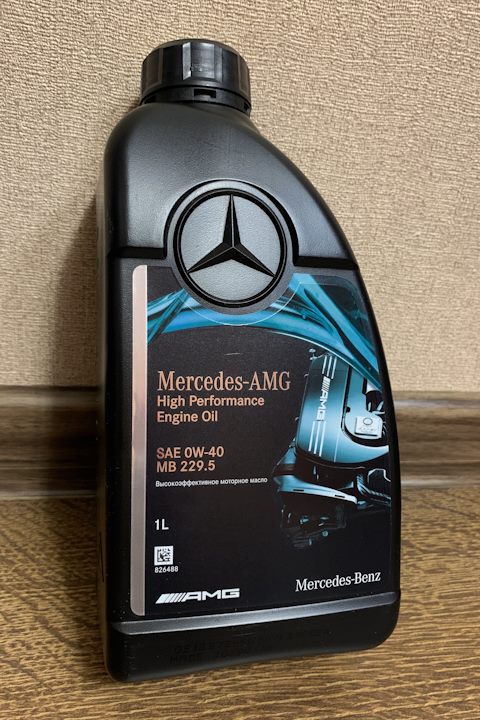 Mercedes-AMG
High Performance
Engine Oil
SAE 0W-40
MB 229.5
Высокоэффективное моторное масло
1L
826488
AMG
Mercedes-Benz
AMG